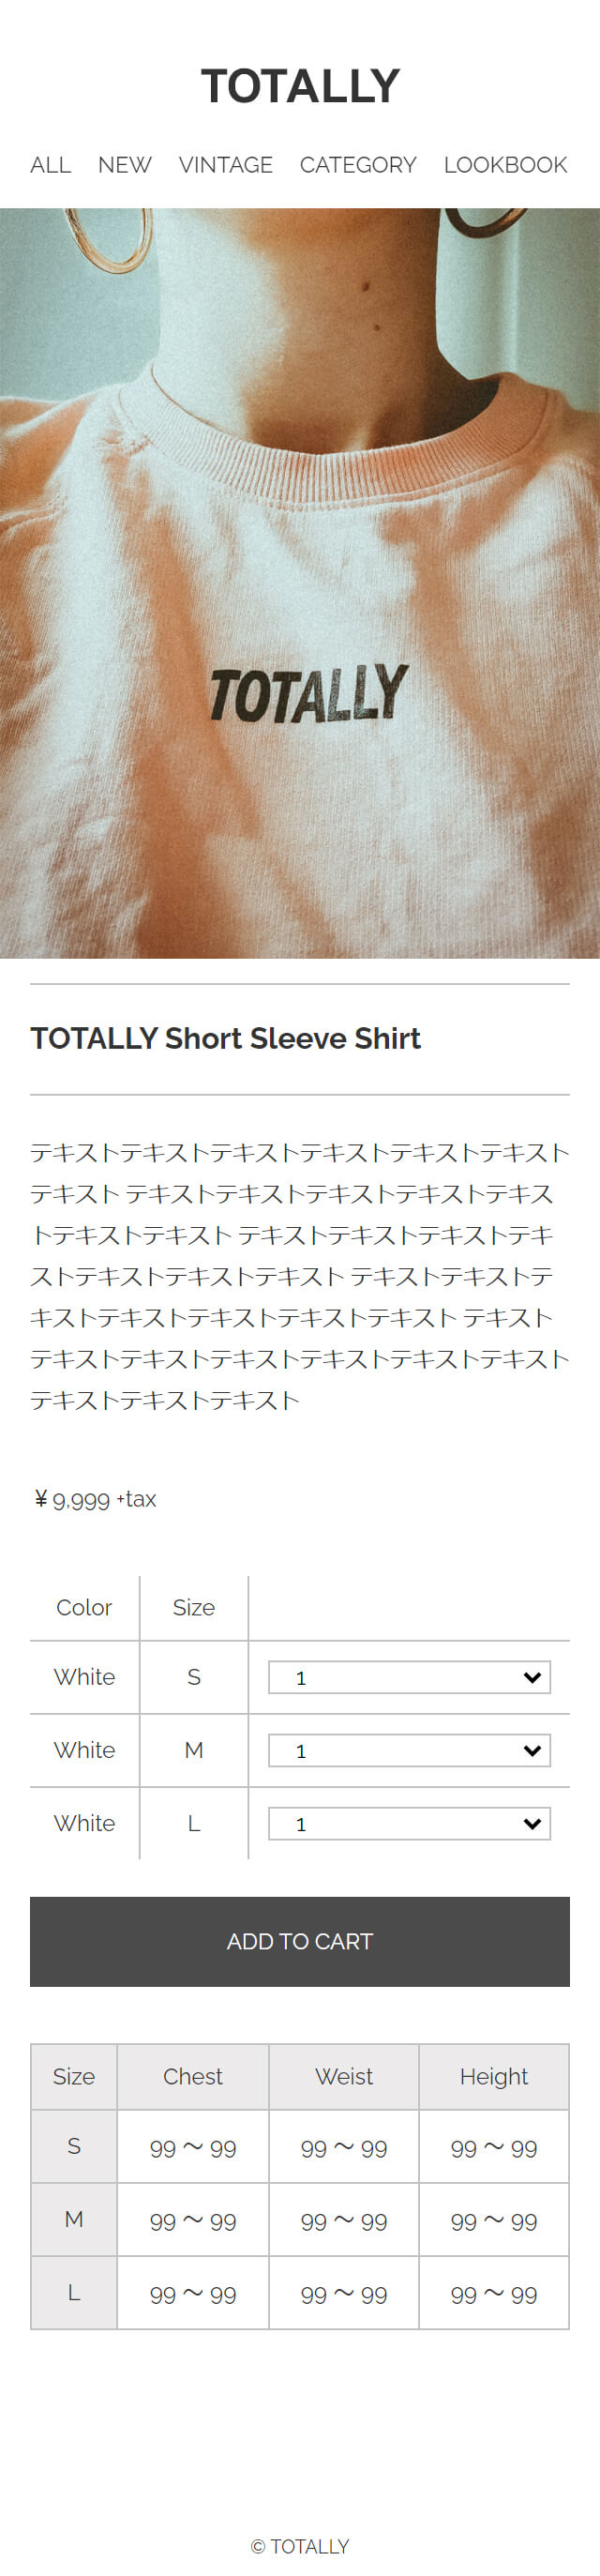 TOTALLY
ALL NEW VINTAGE CATEGORY LOOKBOOK
TOTALLY
TOTALLY Short Sleeve Shirt
テキストテキストテキストテキストテキストテキスト
テキスト テキストテキストテキストテキストテキス
トテキストテキスト テキストテキストテキストテキ
ストテキストテキストテキスト テキストテキストテ
キストテキストテキストテキストテキスト テキスト
テキストテキストテキストテキストテキストテキスト
テキストテキストテキスト
¥ 9,999 +tax
Color Size
White S 1
White M 1
White L 1
ADD TO CART
Size Chest Weist Height
S 99 〜 99 99 〜 99 99 〜 99
M 99 〜 99 99 〜 99 99 〜 99
L 99 〜 99 99 〜 99 99 〜 99
© TOTALLY